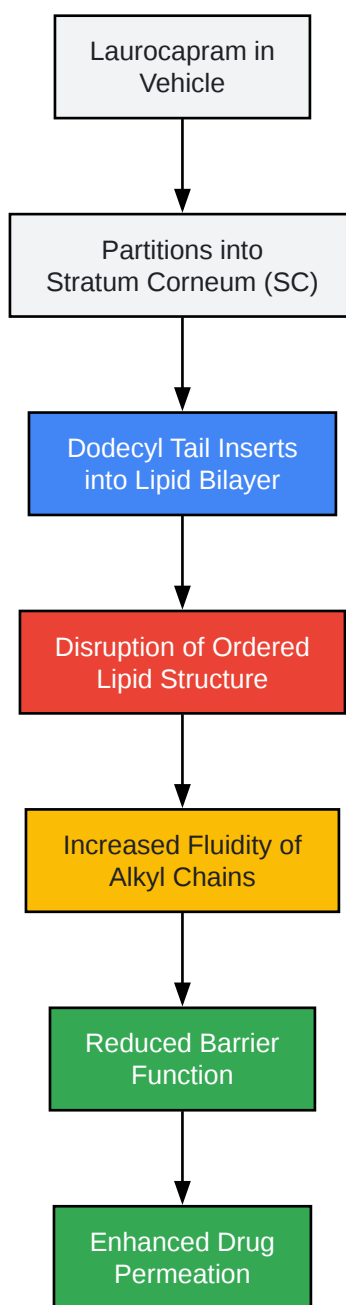 Laurocapram in
Vehicle
Partitions into
Stratum Corneum (SC)
Dodecyl Tail Inserts
into Lipid Bilayer
Disruption of Ordered
Lipid Structure
Increased Fluidity of
Alkyl Chains
Reduced Barrier
Function
Enhanced Drug
Permeation